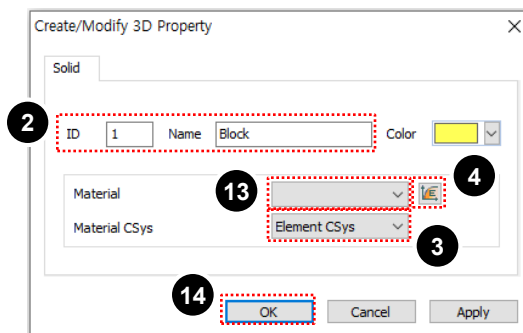 Create/Modify 3D Property
Solid
2 ID 1 Name Block Color
4
Material 13
Material CSys Element CSys 3
14
OK Cancel Apply